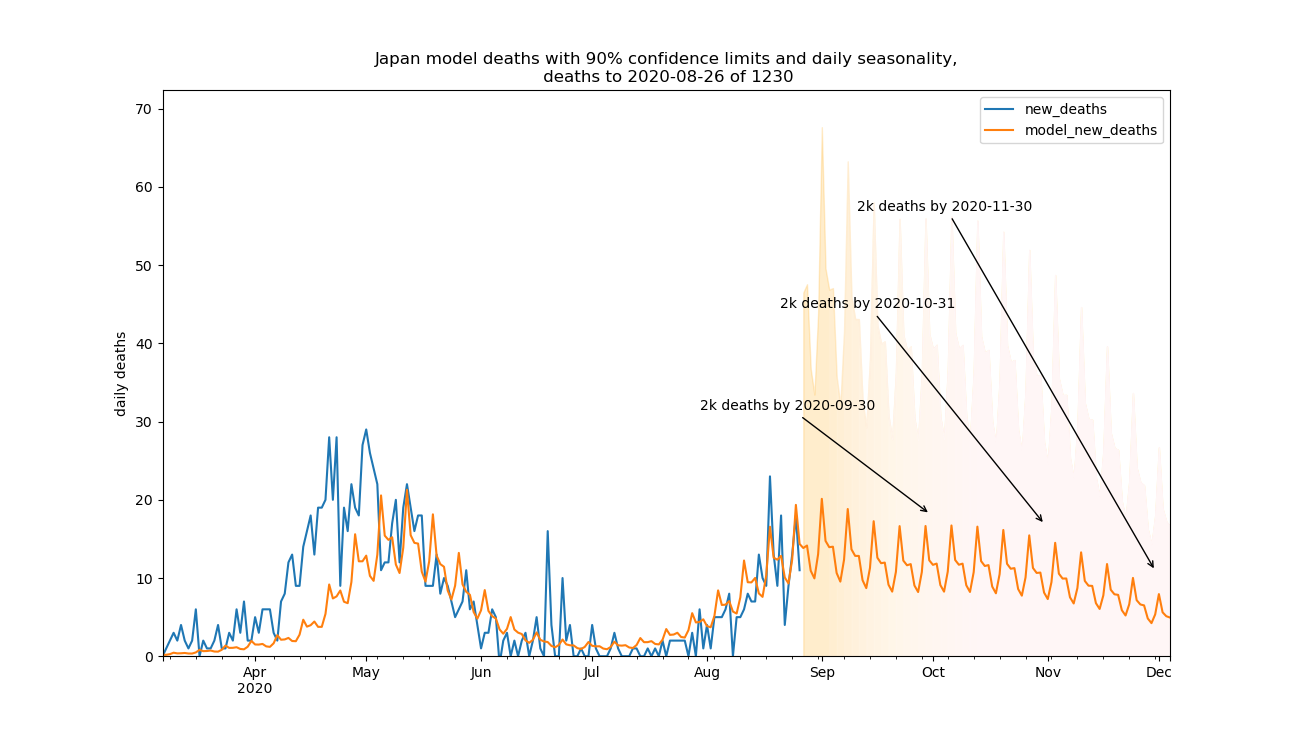 Japan model deaths with 90% confidence limits and daily seasonality,
deaths to 2020-08-26 of 1230
new_deaths
model_new_deaths
daily deaths
70
60
50
40
30
20
10
0
2k deaths by 2020-11-30
2k deaths by 2020-10-31
2k deaths by 2020-09-30
Apr May Jun Jul Aug Sep Oct Nov Dec
2020